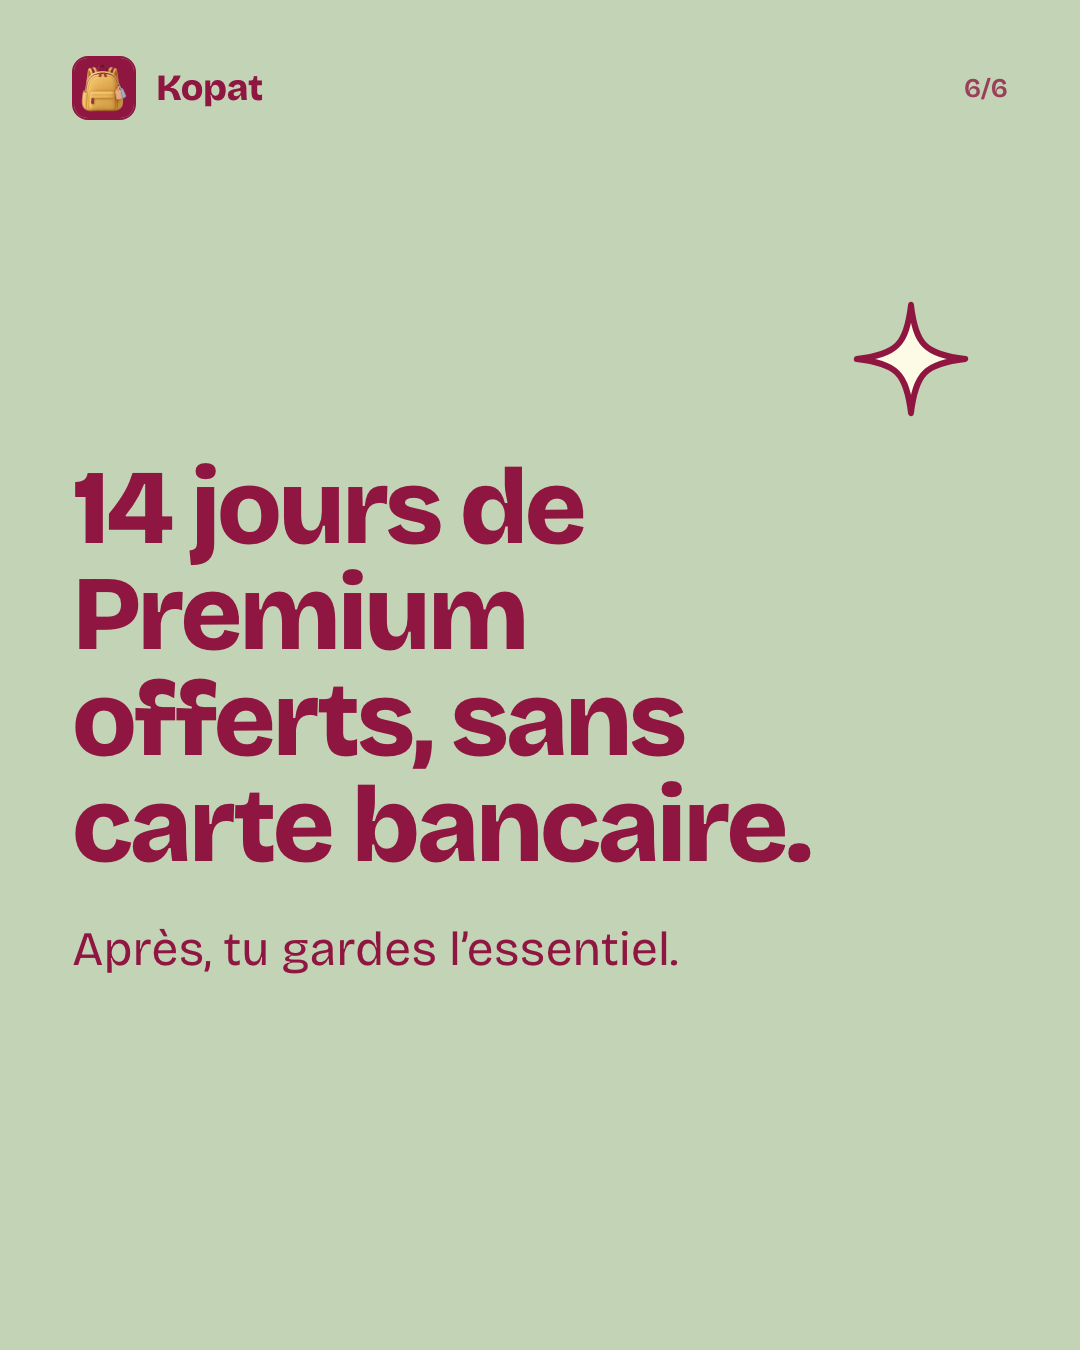 Kopat
6/6
14 jours de
Premium
offerts, sans
carte bancaire.
Après, tu gardes l’essentiel.